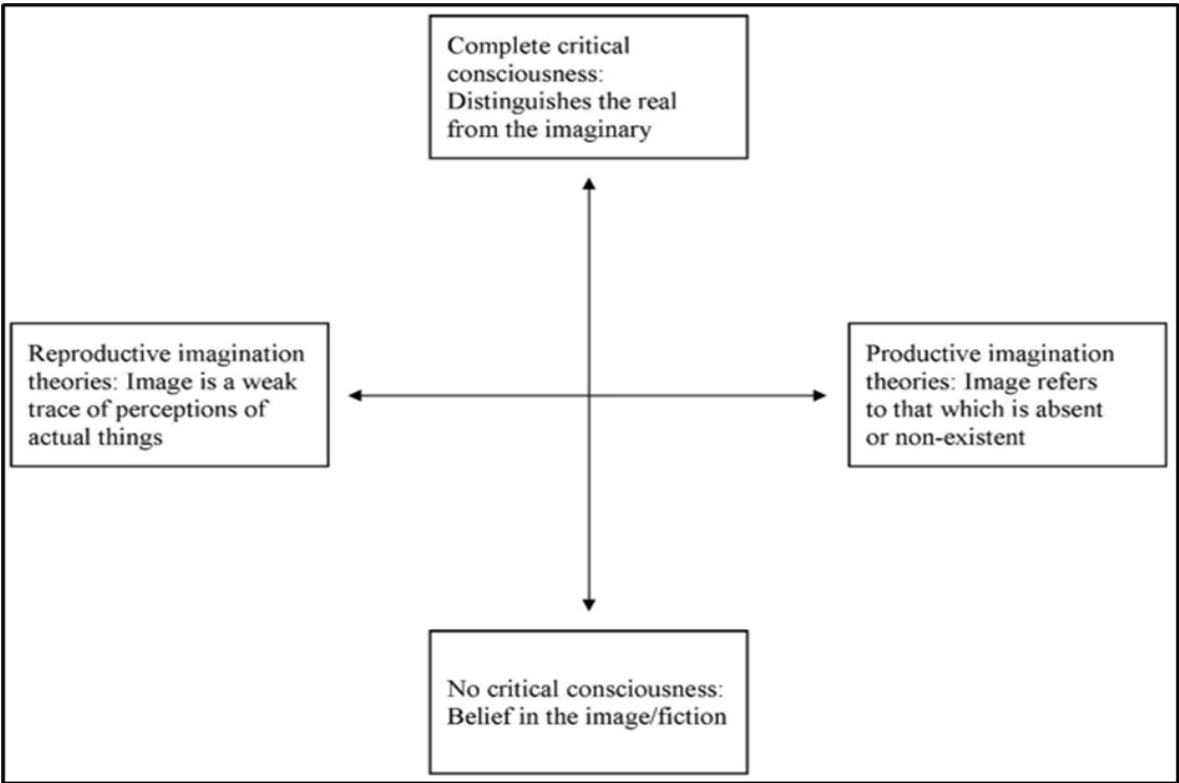 Complete critical
consciousness:
Distinguishes the real
from the imaginary
Reproductive imagination
theories: Image is a weak
trace of perceptions of
actual things
Productive imagination
theories: Image refers
to that which is absent
or non-existent
No critical consciousness:
Belief in the image/fiction